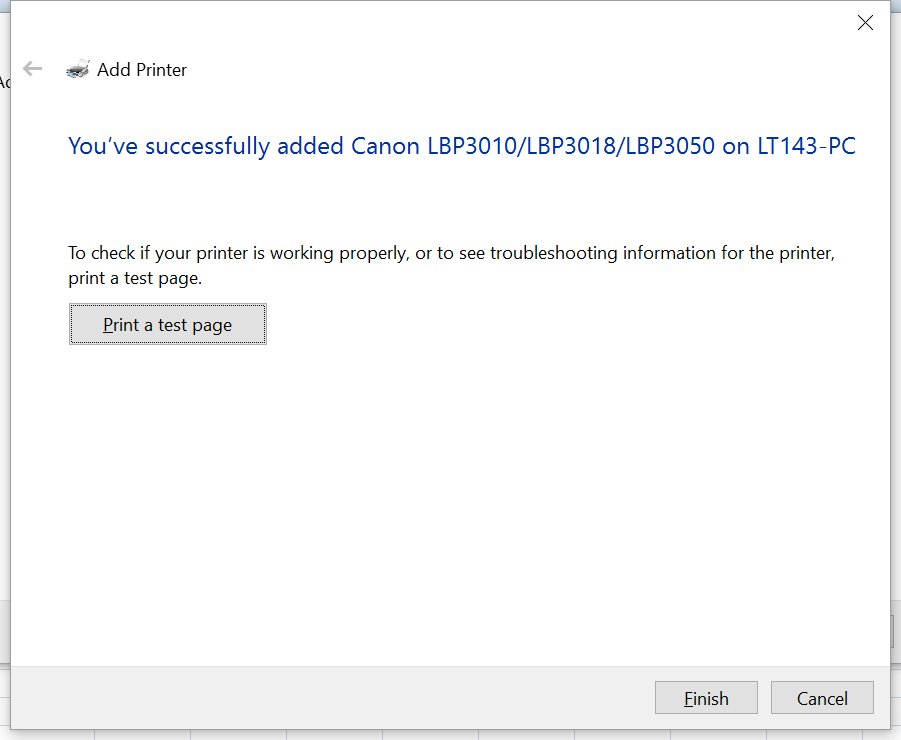 Add Printer
You’ve successfully added Canon LBP3010/LBP3018/LBP3050 on LT143-PC
To check if your printer is working properly, or to see troubleshooting information for the printer,
print a test page.
Print a test page
Finish
Cancel